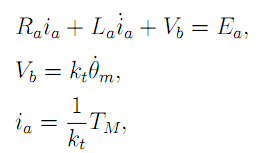 R_a i_a + L_a \dot{i}_a + V_b = E_a,
V_b = k_t \dot{\theta}_m,
i_a = \frac{1}{k_t} T_M,